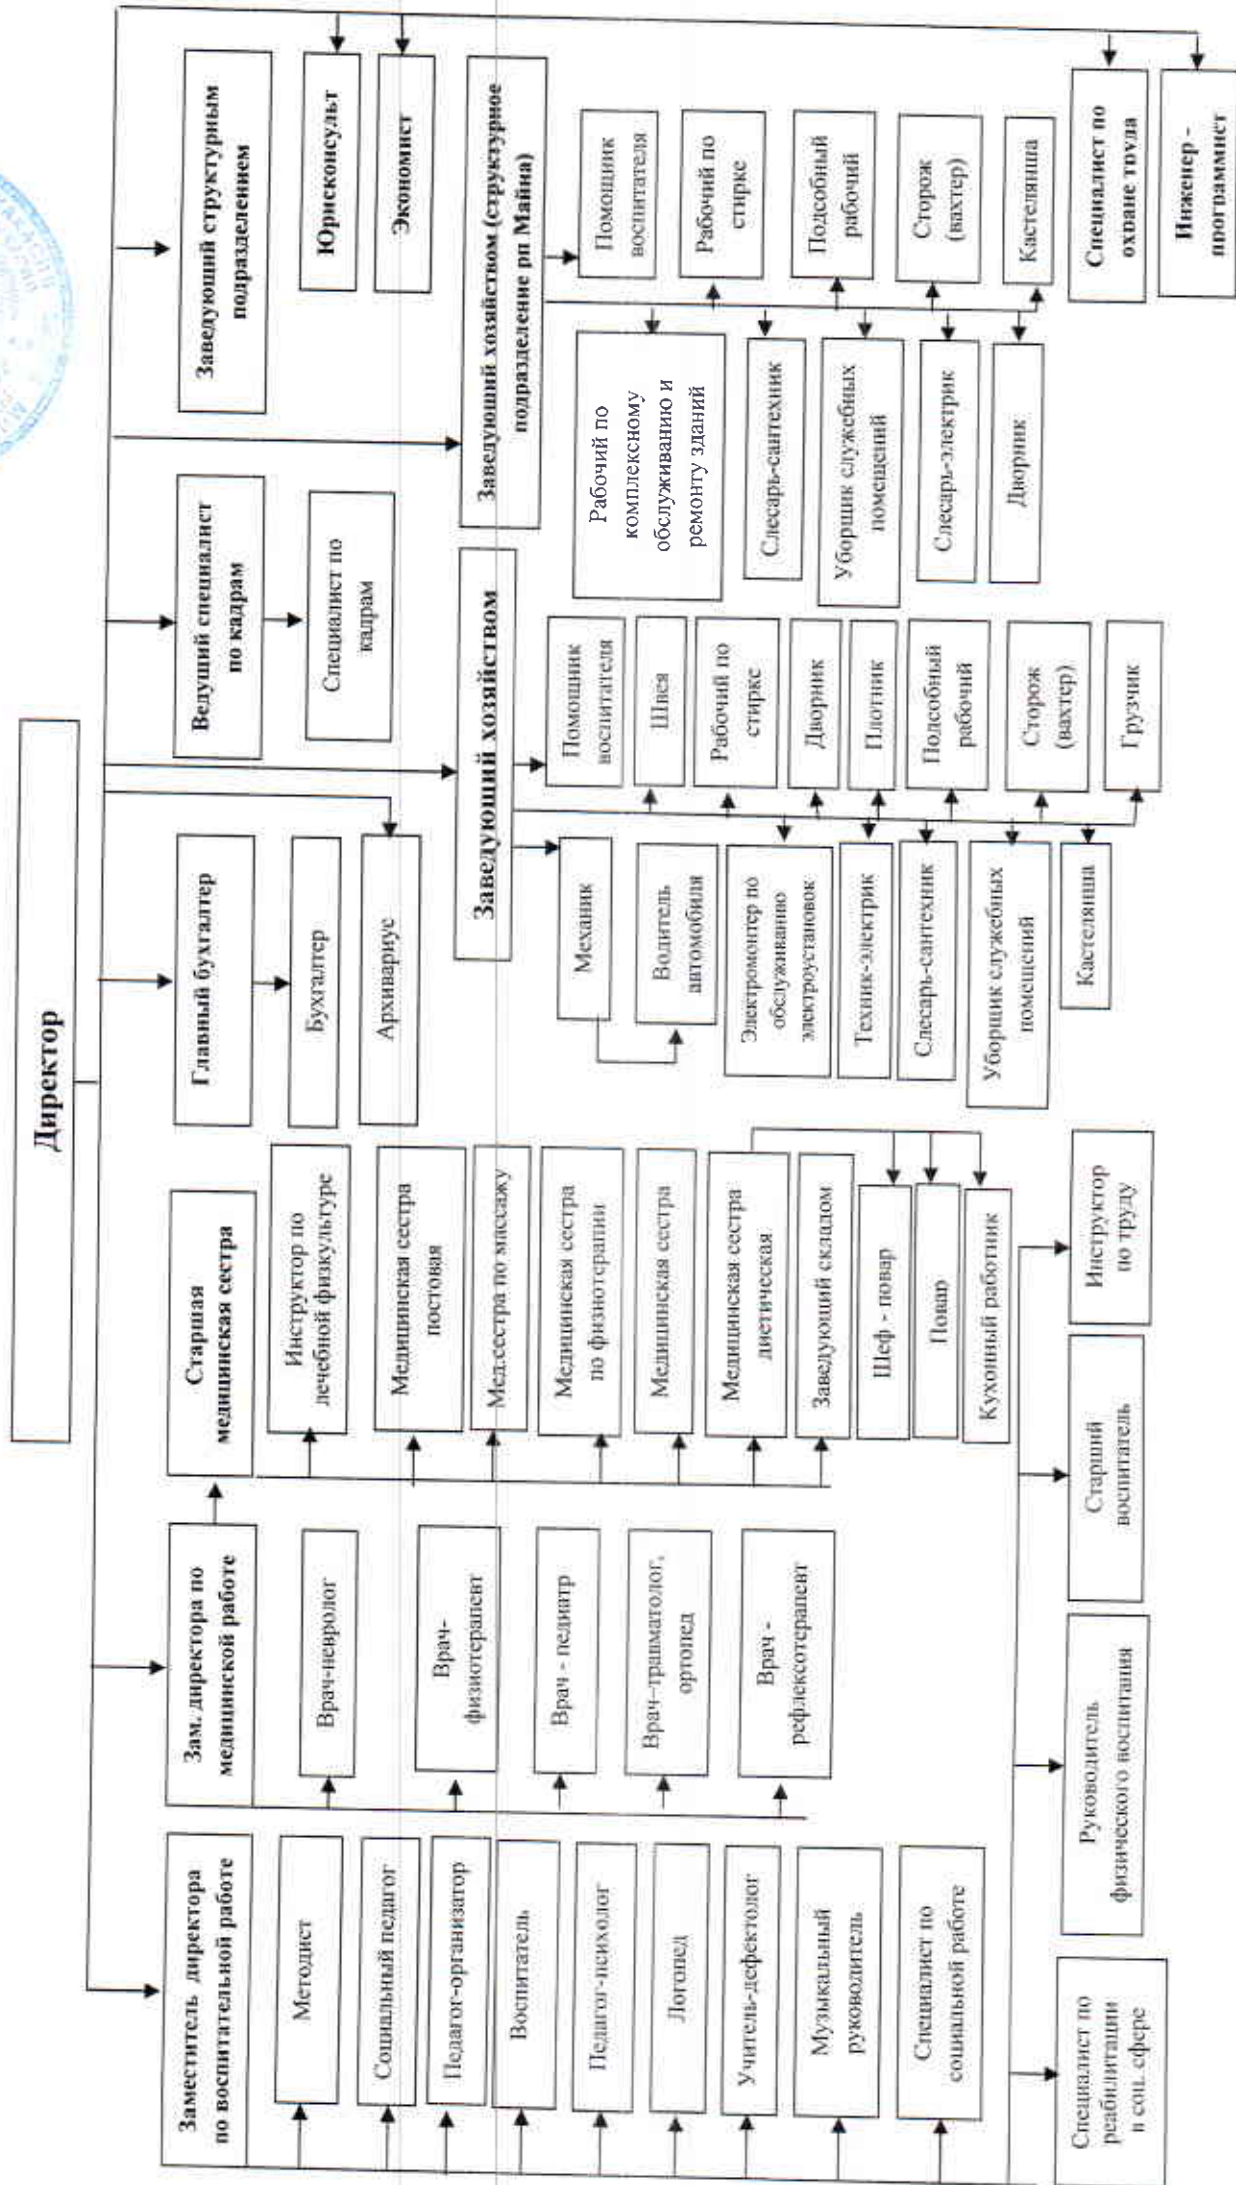 Директор
Заместитель директора
по воспитательной работе
Методист
Социальный педагог
Педагог-организатор
Воспитатель
Педагог-психолог
Логопед
Учитель-дефектолог
Музыкальный
руководитель
Специалист по
социальной работе
Специалист по
реабилитации
в соц. сфере
Руководитель
физического воспитания
Старший
воспитатель
Инструктор
по труду
Зам. директора по
медицинской работе
Врач-невролог
Врач-
физиотерапевт
Врач - педиатр
Врач–травматолог,
ортопед
Врач -
рефлексотерапевт
Старшая
медицинская сестра
Инструктор по
лечебной физкультуре
Медицинская сестра
постовая
Мед.сестра по массажу
Медицинская сестра
по физиотерапии
Медицинская сестра
Медицинская сестра
диетическая
Заведующий складом
Шеф - повар
Повар
Кухонный работник
Главный бухгалтер
Бухгалтер
Архивариус
Ведущий специалист
по кадрам
Специалист по
кадрам
Заведующий хозяйством
Механик
Водитель
автомобиля
Электромонтер по
обслуживанию
электроустановок
Техник-электрик
Слесарь-сантехник
Уборщик служебных
помещений
Кастелянша
Помощник
воспитателя
Швея
Рабочий по
стирке
Дворник
Плотник
Подсобный
рабочий
Сторож
(вахтер)
Грузчик
Заведующий структурным
подразделением
Юрисконсульт
Экономист
Заведующий хозяйством (структурное
подразделение рп Майна)
Рабочий по
комплексному
обслуживанию и
ремонту зданий
Слесарь-сантехник
Уборщик служебных
помещений
Слесарь-электрик
Дворник
Помощник
воспитателя
Рабочий по
стирке
Подсобный
рабочий
Сторож
(вахтер)
Кастелянша
Специалист по
охране труда
Инженер -
программист